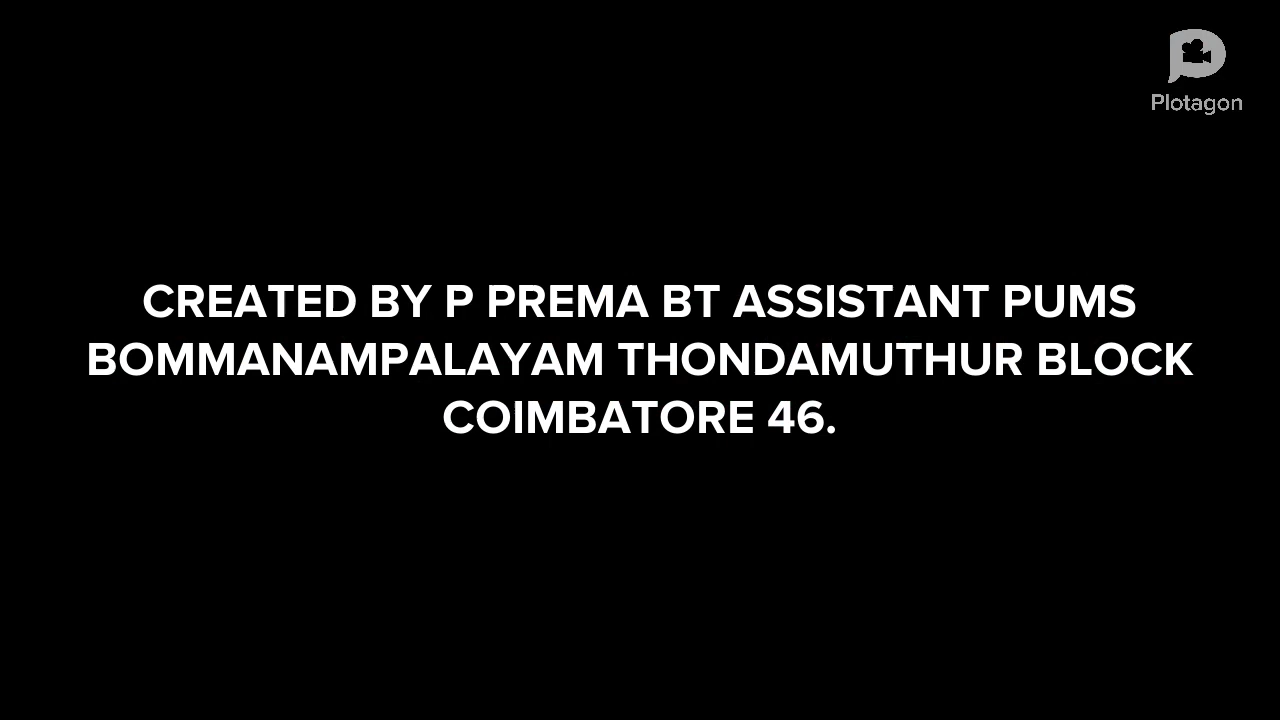 Plotagon
CREATED BY P PREMA BT ASSISTANT PUMS
BOMMANAMPALAYAM THONDAMUTHUR BLOCK
COIMBATORE 46.